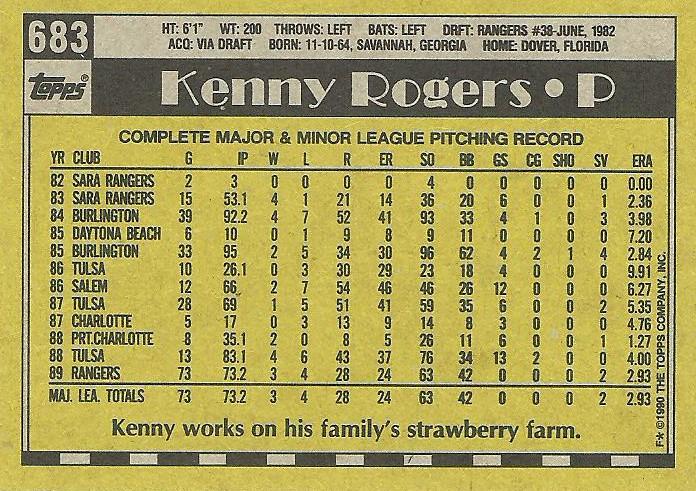 683
HT: 6'1" WT: 200 THROWS: LEFT BATS: LEFT DRFT: RANGERS #38-JUNE, 1982
ACQ: VIA DRAFT BORN: 11-10-64, SAVANNAH, GEORGIA HOME: DOVER, FLORIDA
Topps® Kenny Rogers • P
COMPLETE MAJOR & MINOR LEAGUE PITCHING RECORD
YR CLUB G IP W L R ER SO BB GS CG SHO SV ERA
82 SARA RANGERS 2 3 0 0 0 0 4 0 0 0 0 0 0.00
83 SARA RANGERS 15 53.1 4 1 21 14 36 20 6 0 0 1 2.36
84 BURLINGTON 39 92.2 4 7 52 41 93 33 4 1 0 3 3.98
85 DAYTONA BEACH 6 10 0 1 9 8 9 11 0 0 0 0 7.20
85 BURLINGTON 33 95 2 5 34 30 96 62 4 2 1 4 2.84
86 TULSA 10 26.1 0 3 30 29 23 18 4 0 0 0 9.91
86 SALEM 12 66 2 7 54 46 46 26 12 0 0 0 6.27
87 TULSA 28 69 1 5 51 41 59 35 6 0 0 2 5.35
87 CHARLOTTE 5 17 0 3 13 9 14 8 3 0 0 0 4.76
88 PRT.CHARLOTTE 8 35.1 2 0 8 5 26 11 6 0 0 1 1.27
88 TULSA 13 83.1 4 6 43 37 76 34 13 2 0 0 4.00
89 RANGERS 73 73.2 3 4 28 24 63 42 0 0 0 2 2.93
MAJ. LEA. TOTALS 73 73.2 3 4 28 24 63 42 0 0 0 2 2.93
Kenny works on his family's strawberry farm.
F* ©1990 THE TOPPS COMPANY, INC.